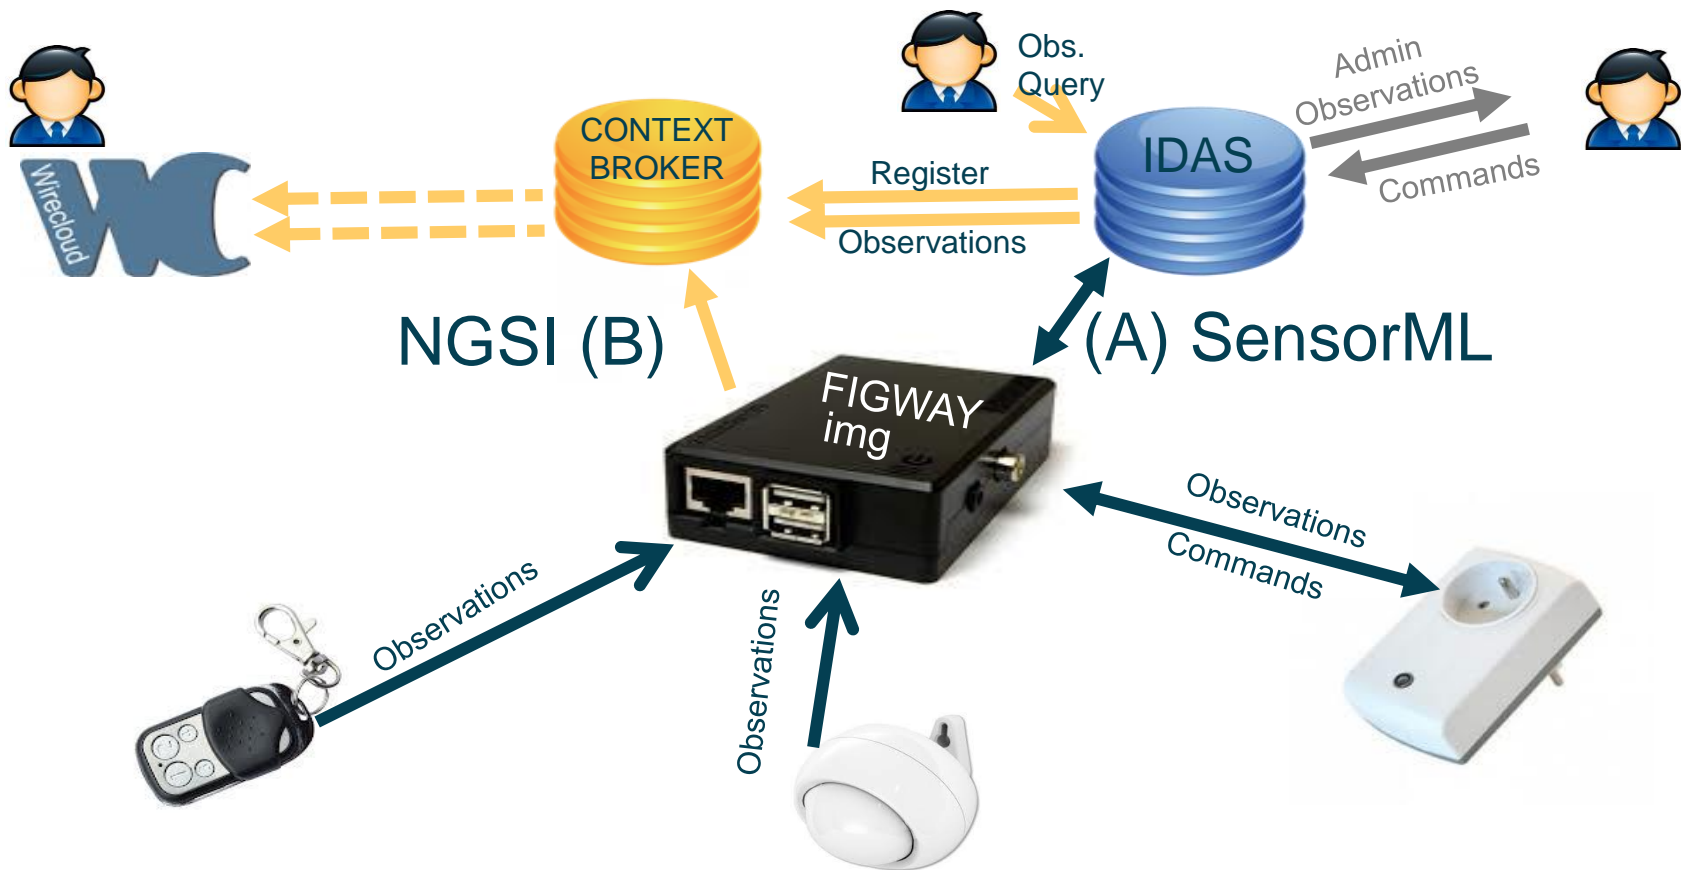 Obs.
Query
Admin
Observations
Commands
CONTEXT
BROKER
IDAS
Register
Observations
Wirecloud
WC
NGSI (B)
(A) SensorML
FIGWAY
img
Observations
Commands
Observations
Observations